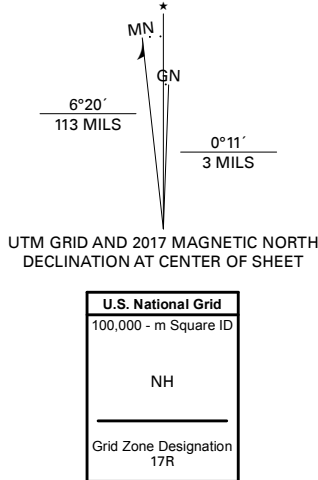 MN
GN
6°20´
113 MILS
0°11´
3 MILS
UTM GRID AND 2017 MAGNETIC NORTH
DECLINATION AT CENTER OF SHEET
U.S. National Grid
100,000 - m Square ID
NH
Grid Zone Designation
17R